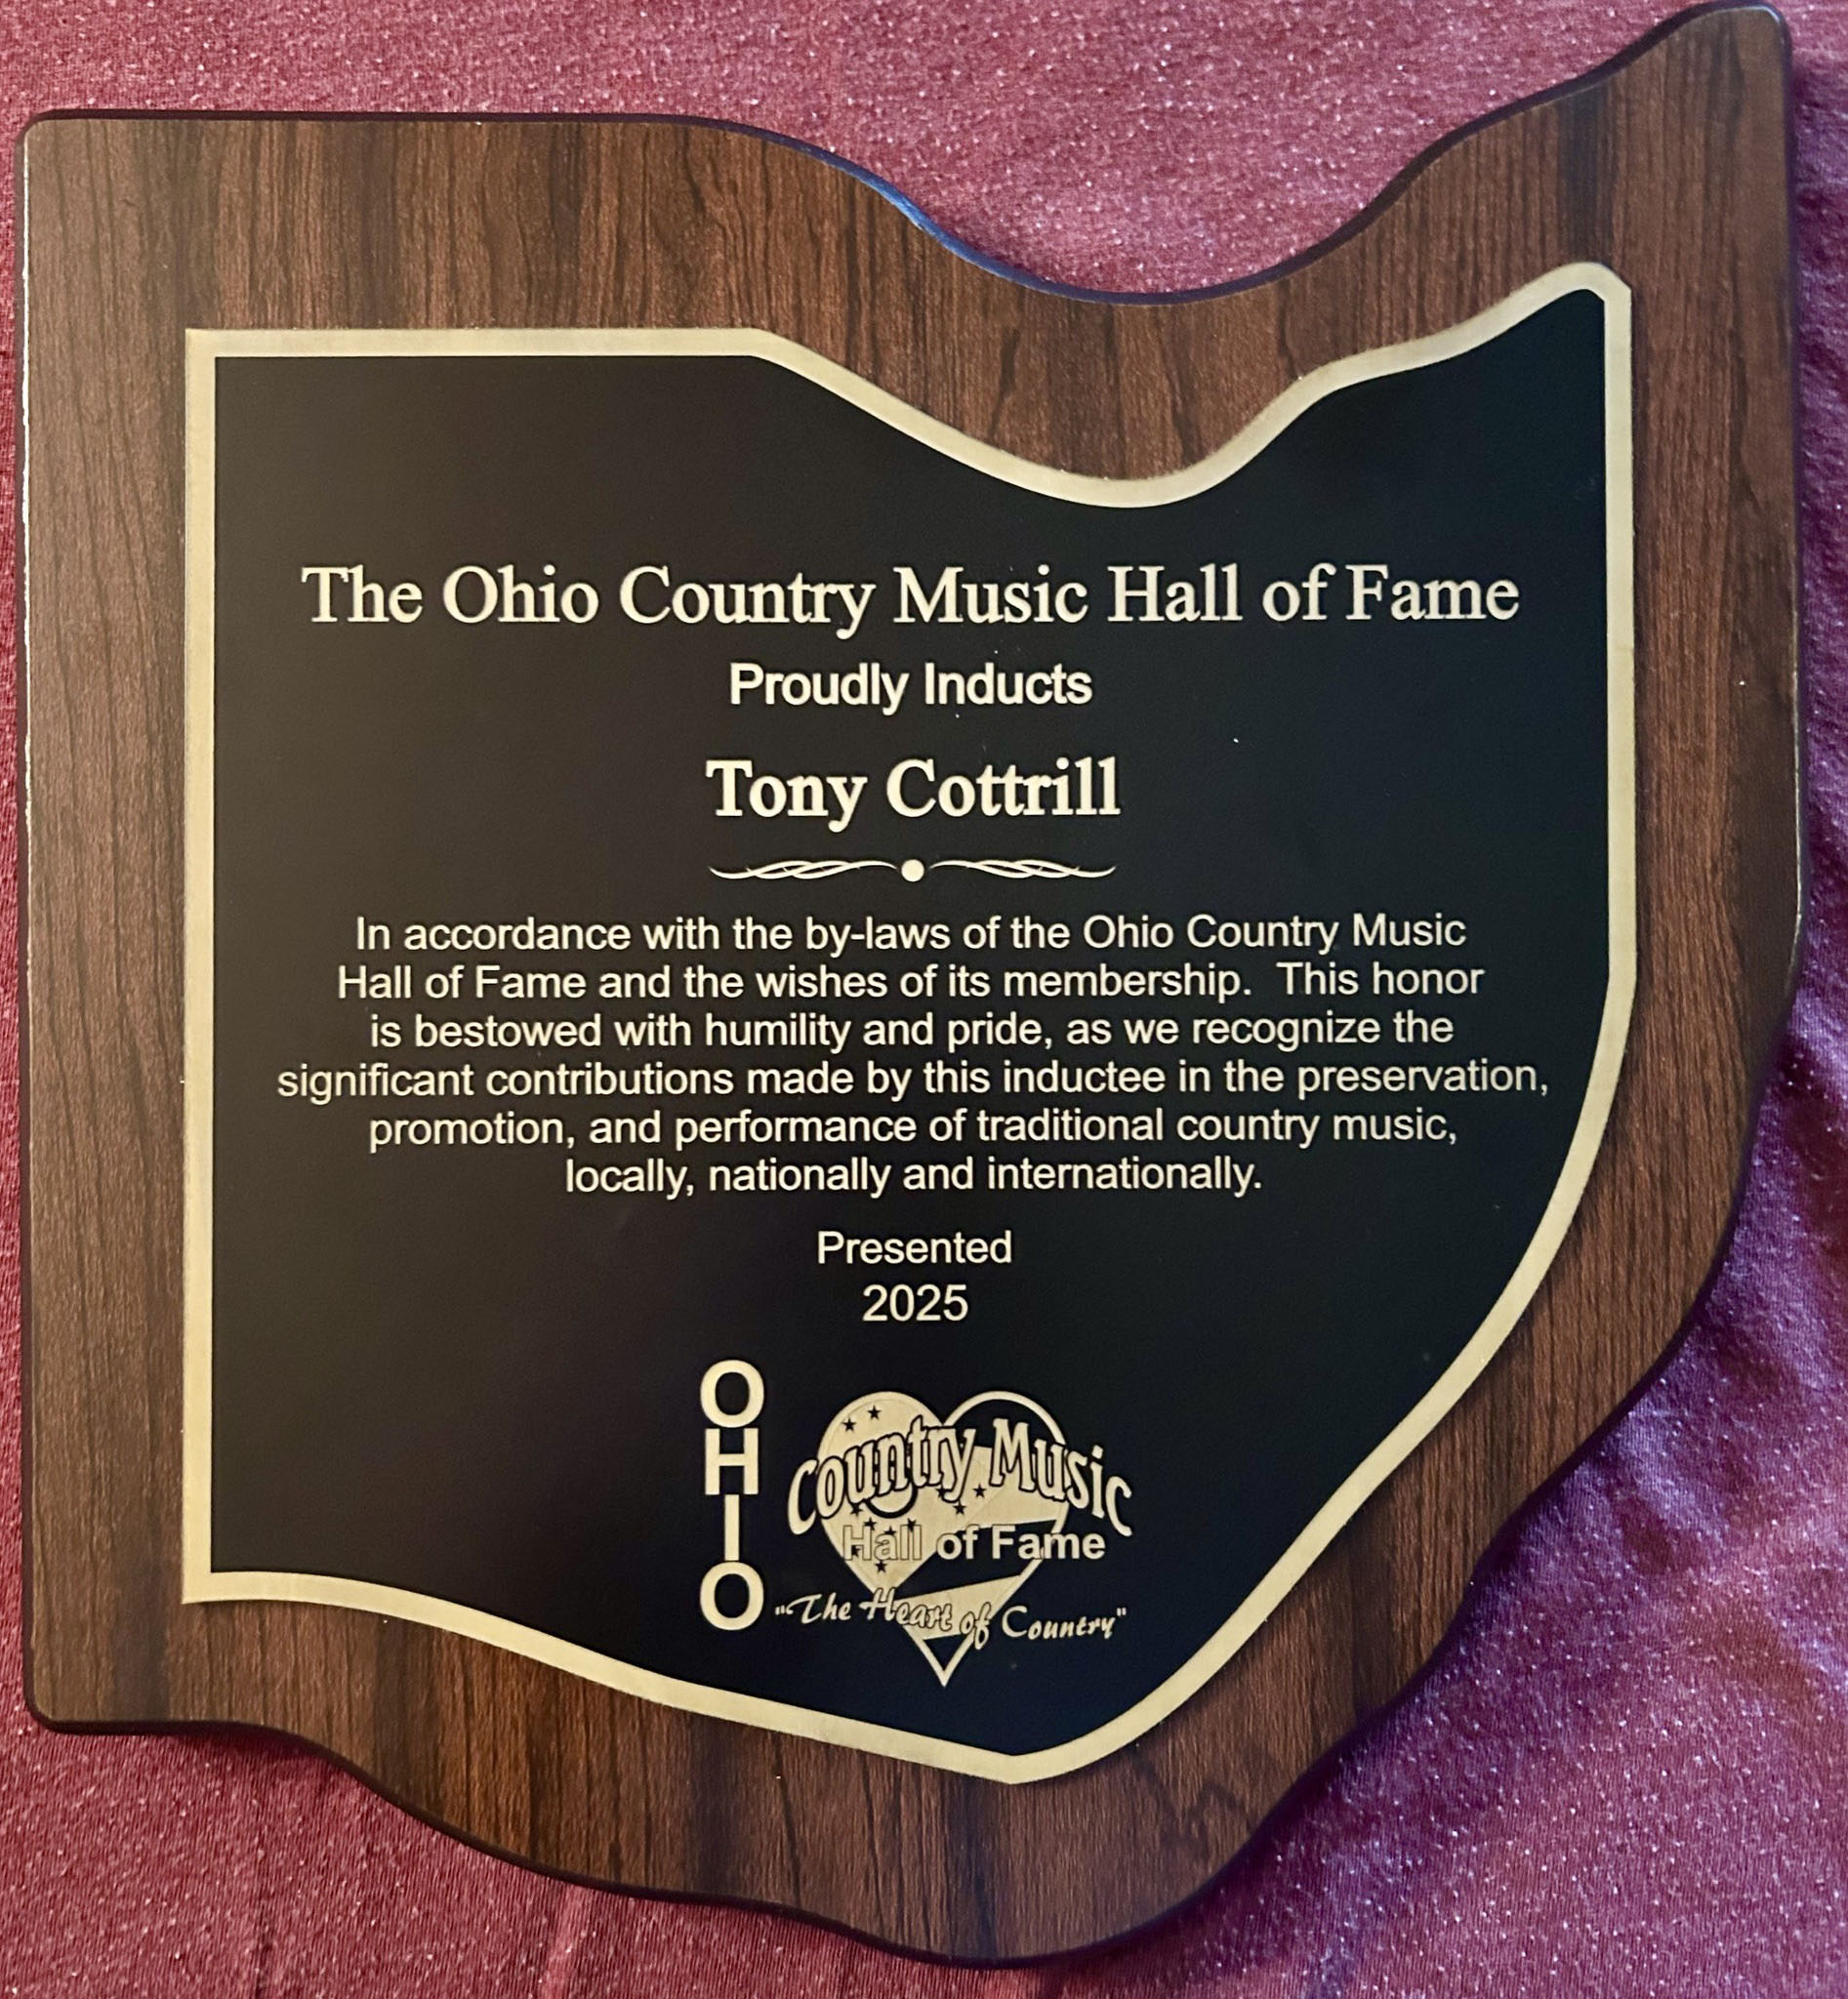 The Ohio Country Music Hall of Fame
Proudly Inducts
Tony Cottrill
In accordance with the by-laws of the Ohio Country Music
Hall of Fame and the wishes of its membership.  This honor
is bestowed with humility and pride, as we recognize the
significant contributions made by this inductee in the preservation,
promotion, and performance of traditional country music,
locally, nationally and internationally.
Presented
2025
OHIO
Country Music
Hall of Fame
"The Heart of Country"